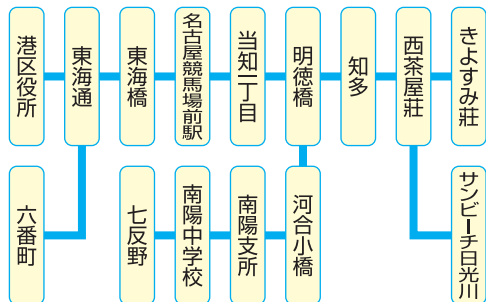 港区役所
東海通
東海橋
名古屋競馬場前駅
当知一丁目
明徳橋
知多
西茶屋荘
きよすみ荘
六番町
七反野
南陽中学校
南陽支所
河合小橋
サンビーチ日光川